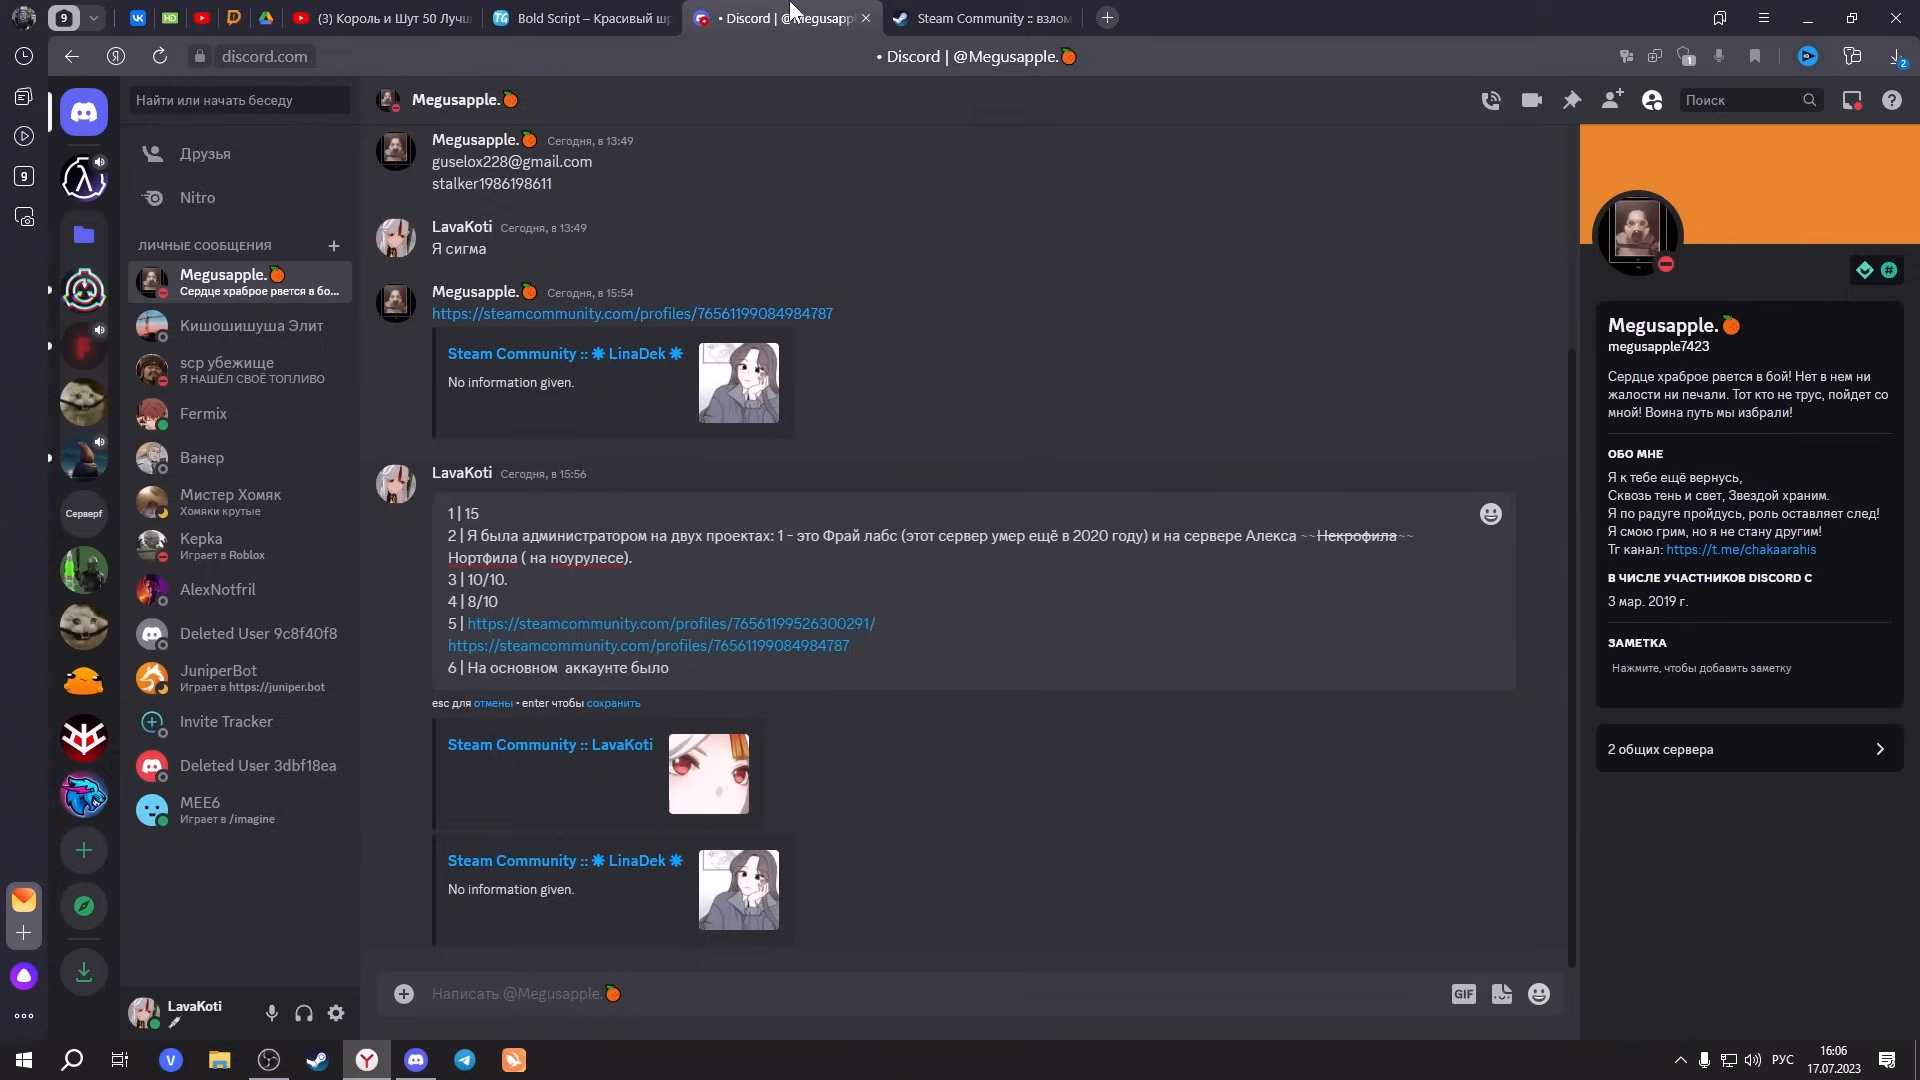 9
(3) Король и Шут 50 Лучш
Bold Script – Красивый шр
• Discord | @Megusappl
Steam Community :: взлом
discord.com
• Discord | @Megusapple.🍊
1
2
9
Найти или начать беседу
Друзья
Nitro
ЛИЧНЫЕ СООБЩЕНИЯ
Megusapple.🍊
Сердце храброе рвется в бо...
Кишошишуша Элит
scp убежище
Я НАШЁЛ СВОЁ ТОПЛИВО
Fermix
Ванер
Мистер Хомяк
Хомяки крутые
Керка
Играет в Roblox
AlexNotfril
Deleted User 9c8f40f8
JuniperBot
Играет в https://juniper.bot
Invite Tracker
Deleted User 3dbf18ea
MEE6
Играет в /imagine
Серверf
LavaKoti
Megusapple.🍊
Поиск
Megusapple.🍊 Сегодня, в 13:49
guselox228@gmail.com
stalker1986198611
LavaKoti Сегодня, в 13:49
Я сигма
Megusapple.🍊 Сегодня, в 15:54
https://steamcommunity.com/profiles/76561199084984787
Steam Community :: ❋ LinaDek ❋
No information given.
LavaKoti Сегодня, в 15:56
1 | 15
2 | Я была администратором на двух проектах: 1 - это Фрай лабс (этот сервер умер ещё в 2020 году) и на сервере Алекса ~~Некрофила~~
Нортфила ( на ноурулесе).
3 | 10/10.
4 | 8/10
5 | https://steamcommunity.com/profiles/76561199526300291/
https://steamcommunity.com/profiles/76561199084984787
6 | На основном аккаунте было
esc для отмены • enter чтобы сохранить
Steam Community :: LavaKoti
Steam Community :: ❋ LinaDek ❋
No information given.
Написать @Megusapple.🍊
GIF
Megusapple.🍊
megusapple7423
Сердце храброе рвется в бой! Нет в нем ни
жалости ни печали. Тот кто не трус, пойдет со
мной! Воина путь мы избрали!
ОБО МНЕ
Я к тебе ещё вернусь,
Сквозь тень и свет, Звездой храним.
Я по радуге пройдусь, роль оставляет след!
Я смою грим, но я не стану другим!
Тг канал: https://t.me/chakaarahis
В ЧИСЛЕ УЧАСТНИКОВ DISCORD С
3 мар. 2019 г.
ЗАМЕТКА
Нажмите, чтобы добавить заметку
2 общих сервера
РУС
16:06
17.07.2023